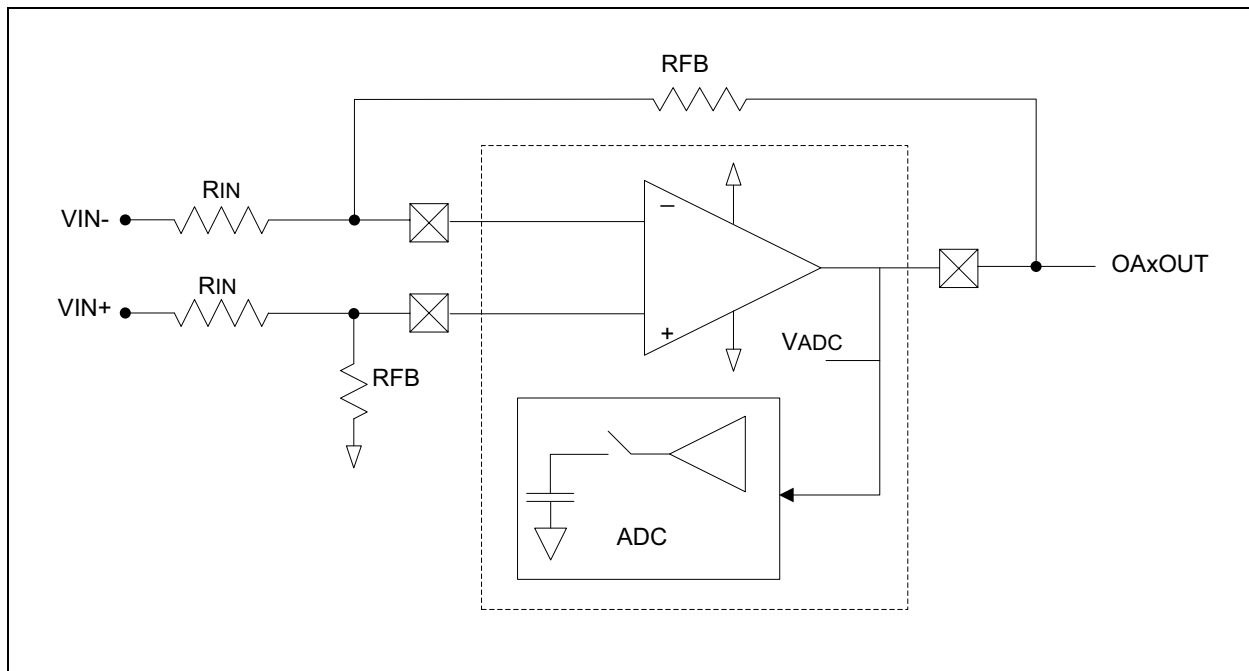 RFB
RIN
VIN-
–
OAxOUT
RIN
VIN+
+
VADC
RFB
ADC